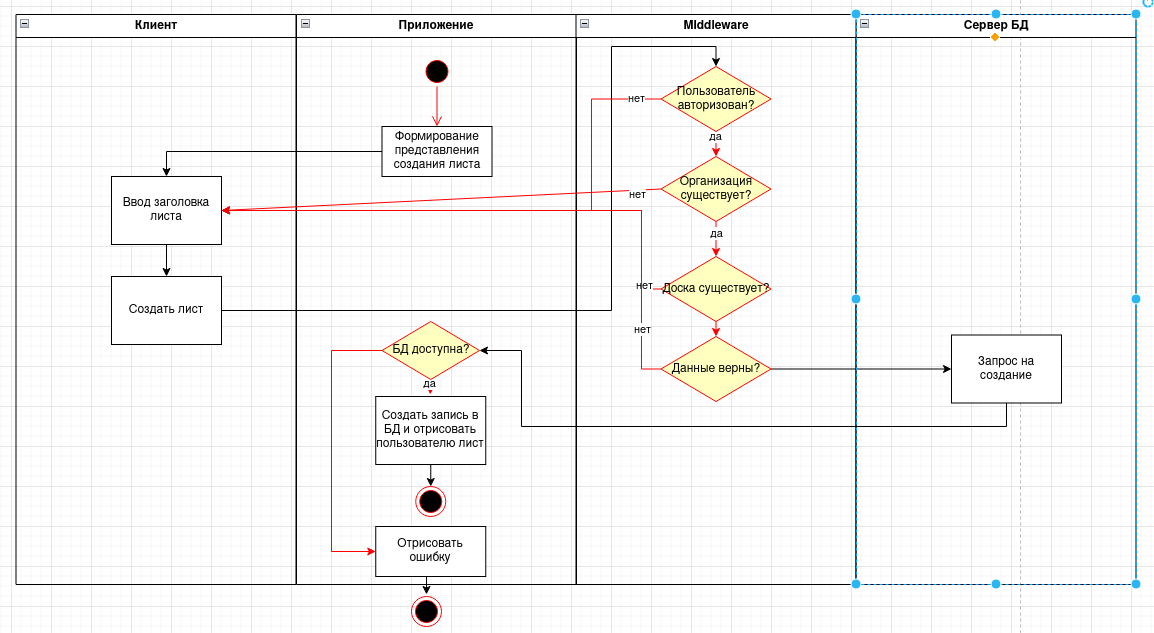 Клиент
Приложение
MIddleware
Сервер БД
Формирование
представления
создания листа
Ввод заголовка
листа
Создать лист
БД доступна?
да
Создать запись в
БД и отрисовать
пользователю лист
Отрисовать
ошибку
Пользователь
авторизован?
нет
да
Организация
существует?
нет
да
Доска существует?
нет
нет
Данные верны?
Запрос на
создание